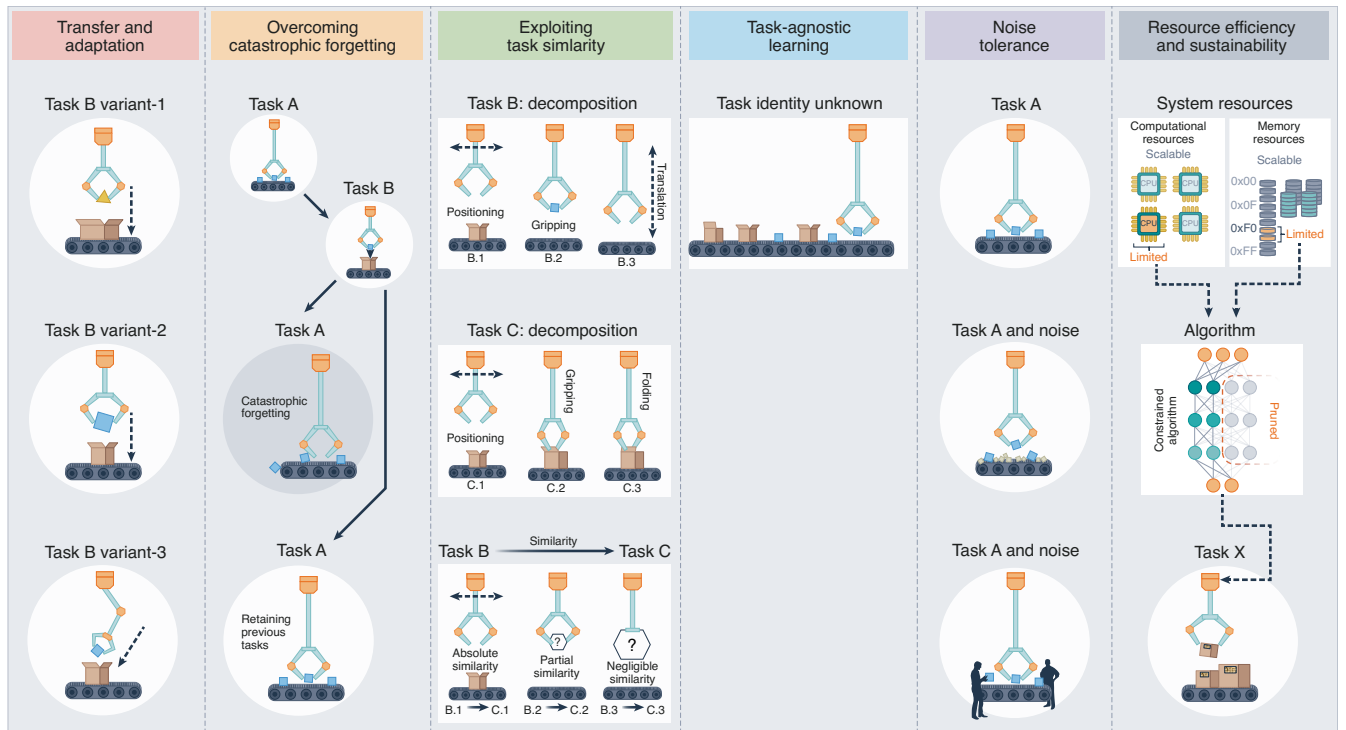 Transfer and
adaptation
Task B variant-1
Task B variant-2
Task B variant-3
Overcoming
catastrophic forgetting
Task A
Task B
Task A
Catastrophic
forgetting
Task A
Retaining
previous
tasks
Exploiting
task simlarity
Task B: decomposition
Positioning
B.1
Gripping
B.2
Translation
B.3
Task C: decomposition
Positioning
C.1
Gripping
C.2
Folding
C.3
Task B
Similarity
Task C
Absolute
similarity
B.1
C.1
?
Partial
similarity
B.2
C.2
?
Negligible
similarity
B.3
C.3
Task-agnostic
learning
Task identity unknown
Noise
tolerance
Task A
Task A and noise
Task A and noise
Resource efficiency
and sustainability
System resources
Computational
resources
Scalable
CPU
CPU
CPU
CPU
Limited
Memory
resources
Scalable
0x00
0x0F
0xF0
0xFF
Limited
Algorithm
Constrained
algorithm
Pruned
Task X